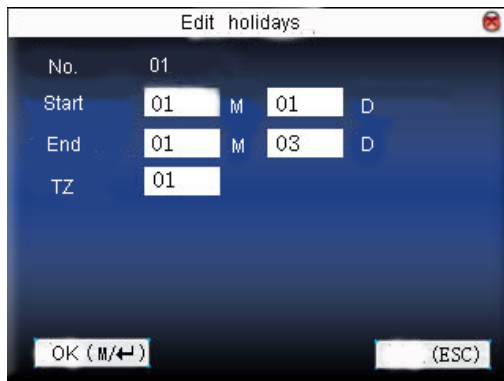 Edit holidays
No. 01
Start 01 M 01 D
End 01 M 03 D
TZ 01
OK (M/↵) (ESC)